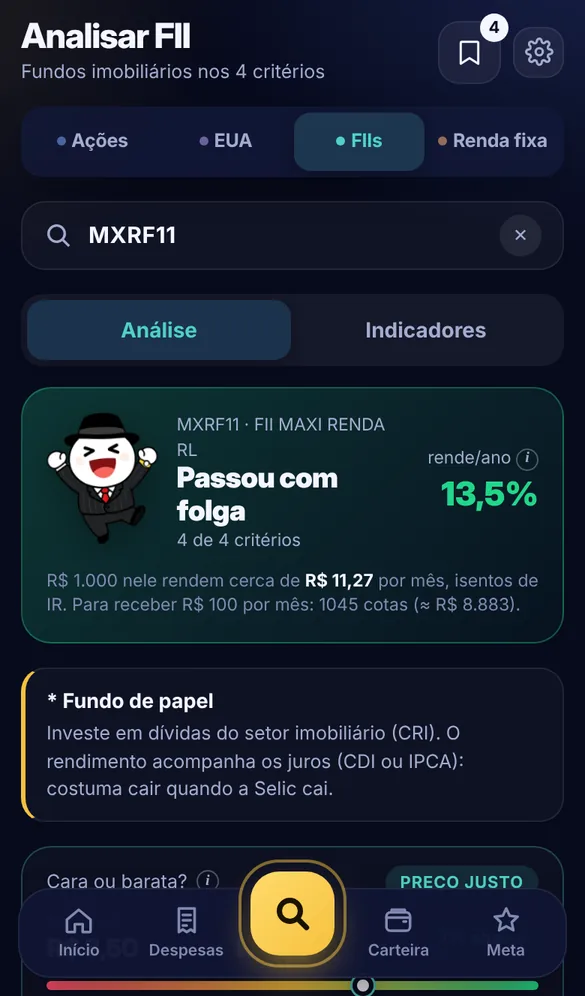 Analisar FII
4
Fundos imobiliários nos 4 critérios
Ações
EUA
FIIs
Renda fixa
MXRF11
Análise
Indicadores
MXRF11 · FII MAXI RENDA
RL
Passou com
folga
4 de 4 critérios
rende/ano i
13,5%
R$ 1.000 nele rendem cerca de R$ 11,27 por mês, isentos de
IR. Para receber R$ 100 por mês: 1045 cotas (≈ R$ 8.883).
* Fundo de papel
Investe em dívidas do setor imobiliário (CRI). O
rendimento acompanha os juros (CDI ou IPCA):
costuma cair quando a Selic cai.
Cara ou barata? i
PREÇO JUSTO
Início
Despesas
Carteira
Meta